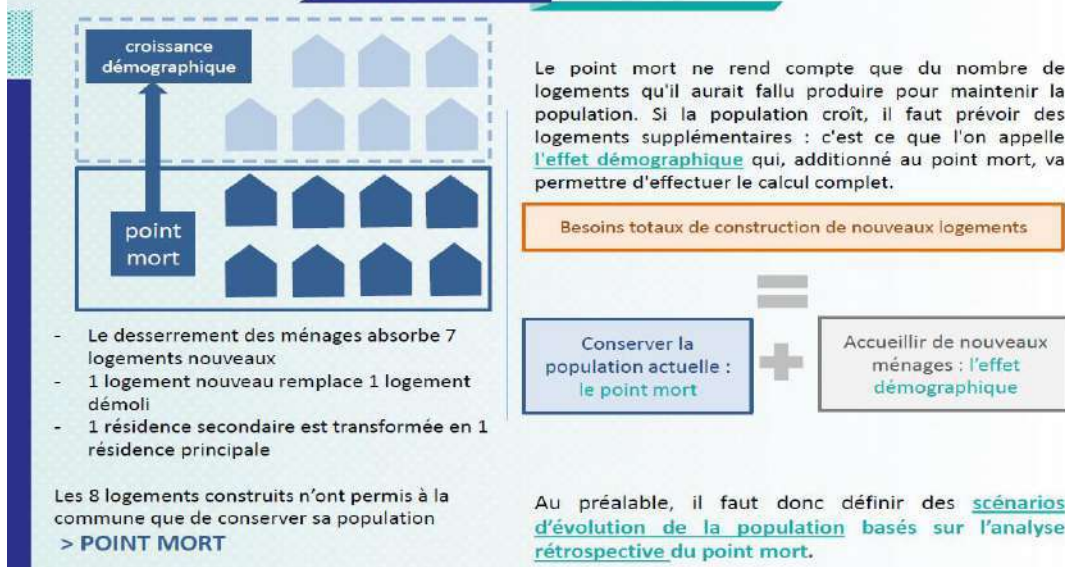 croissance
démographique
point
mort
- Le desserrement des ménages absorbe 7
logements nouveaux
- 1 logement nouveau remplace 1 logement
démoli
- 1 résidence secondaire est transformée en 1
résidence principale
Les 8 logements construits n'ont permis à la
commune que de conserver sa population
> POINT MORT
Le point mort ne rend compte que du nombre de
logements qu'il aurait fallu produire pour maintenir la
population. Si la population croît, il faut prévoir des
logements supplémentaires : c'est ce que l'on appelle
l'effet démographique qui, additionné au point mort, va
permettre d'effectuer le calcul complet.
Besoins totaux de construction de nouveaux logements
=
Conserver la
population actuelle :
le point mort
+
Accueillir de nouveaux
ménages : l'effet
démographique
Au préalable, il faut donc définir des scénarios
d'évolution de la population basés sur l'analyse
rétrospective du point mort.